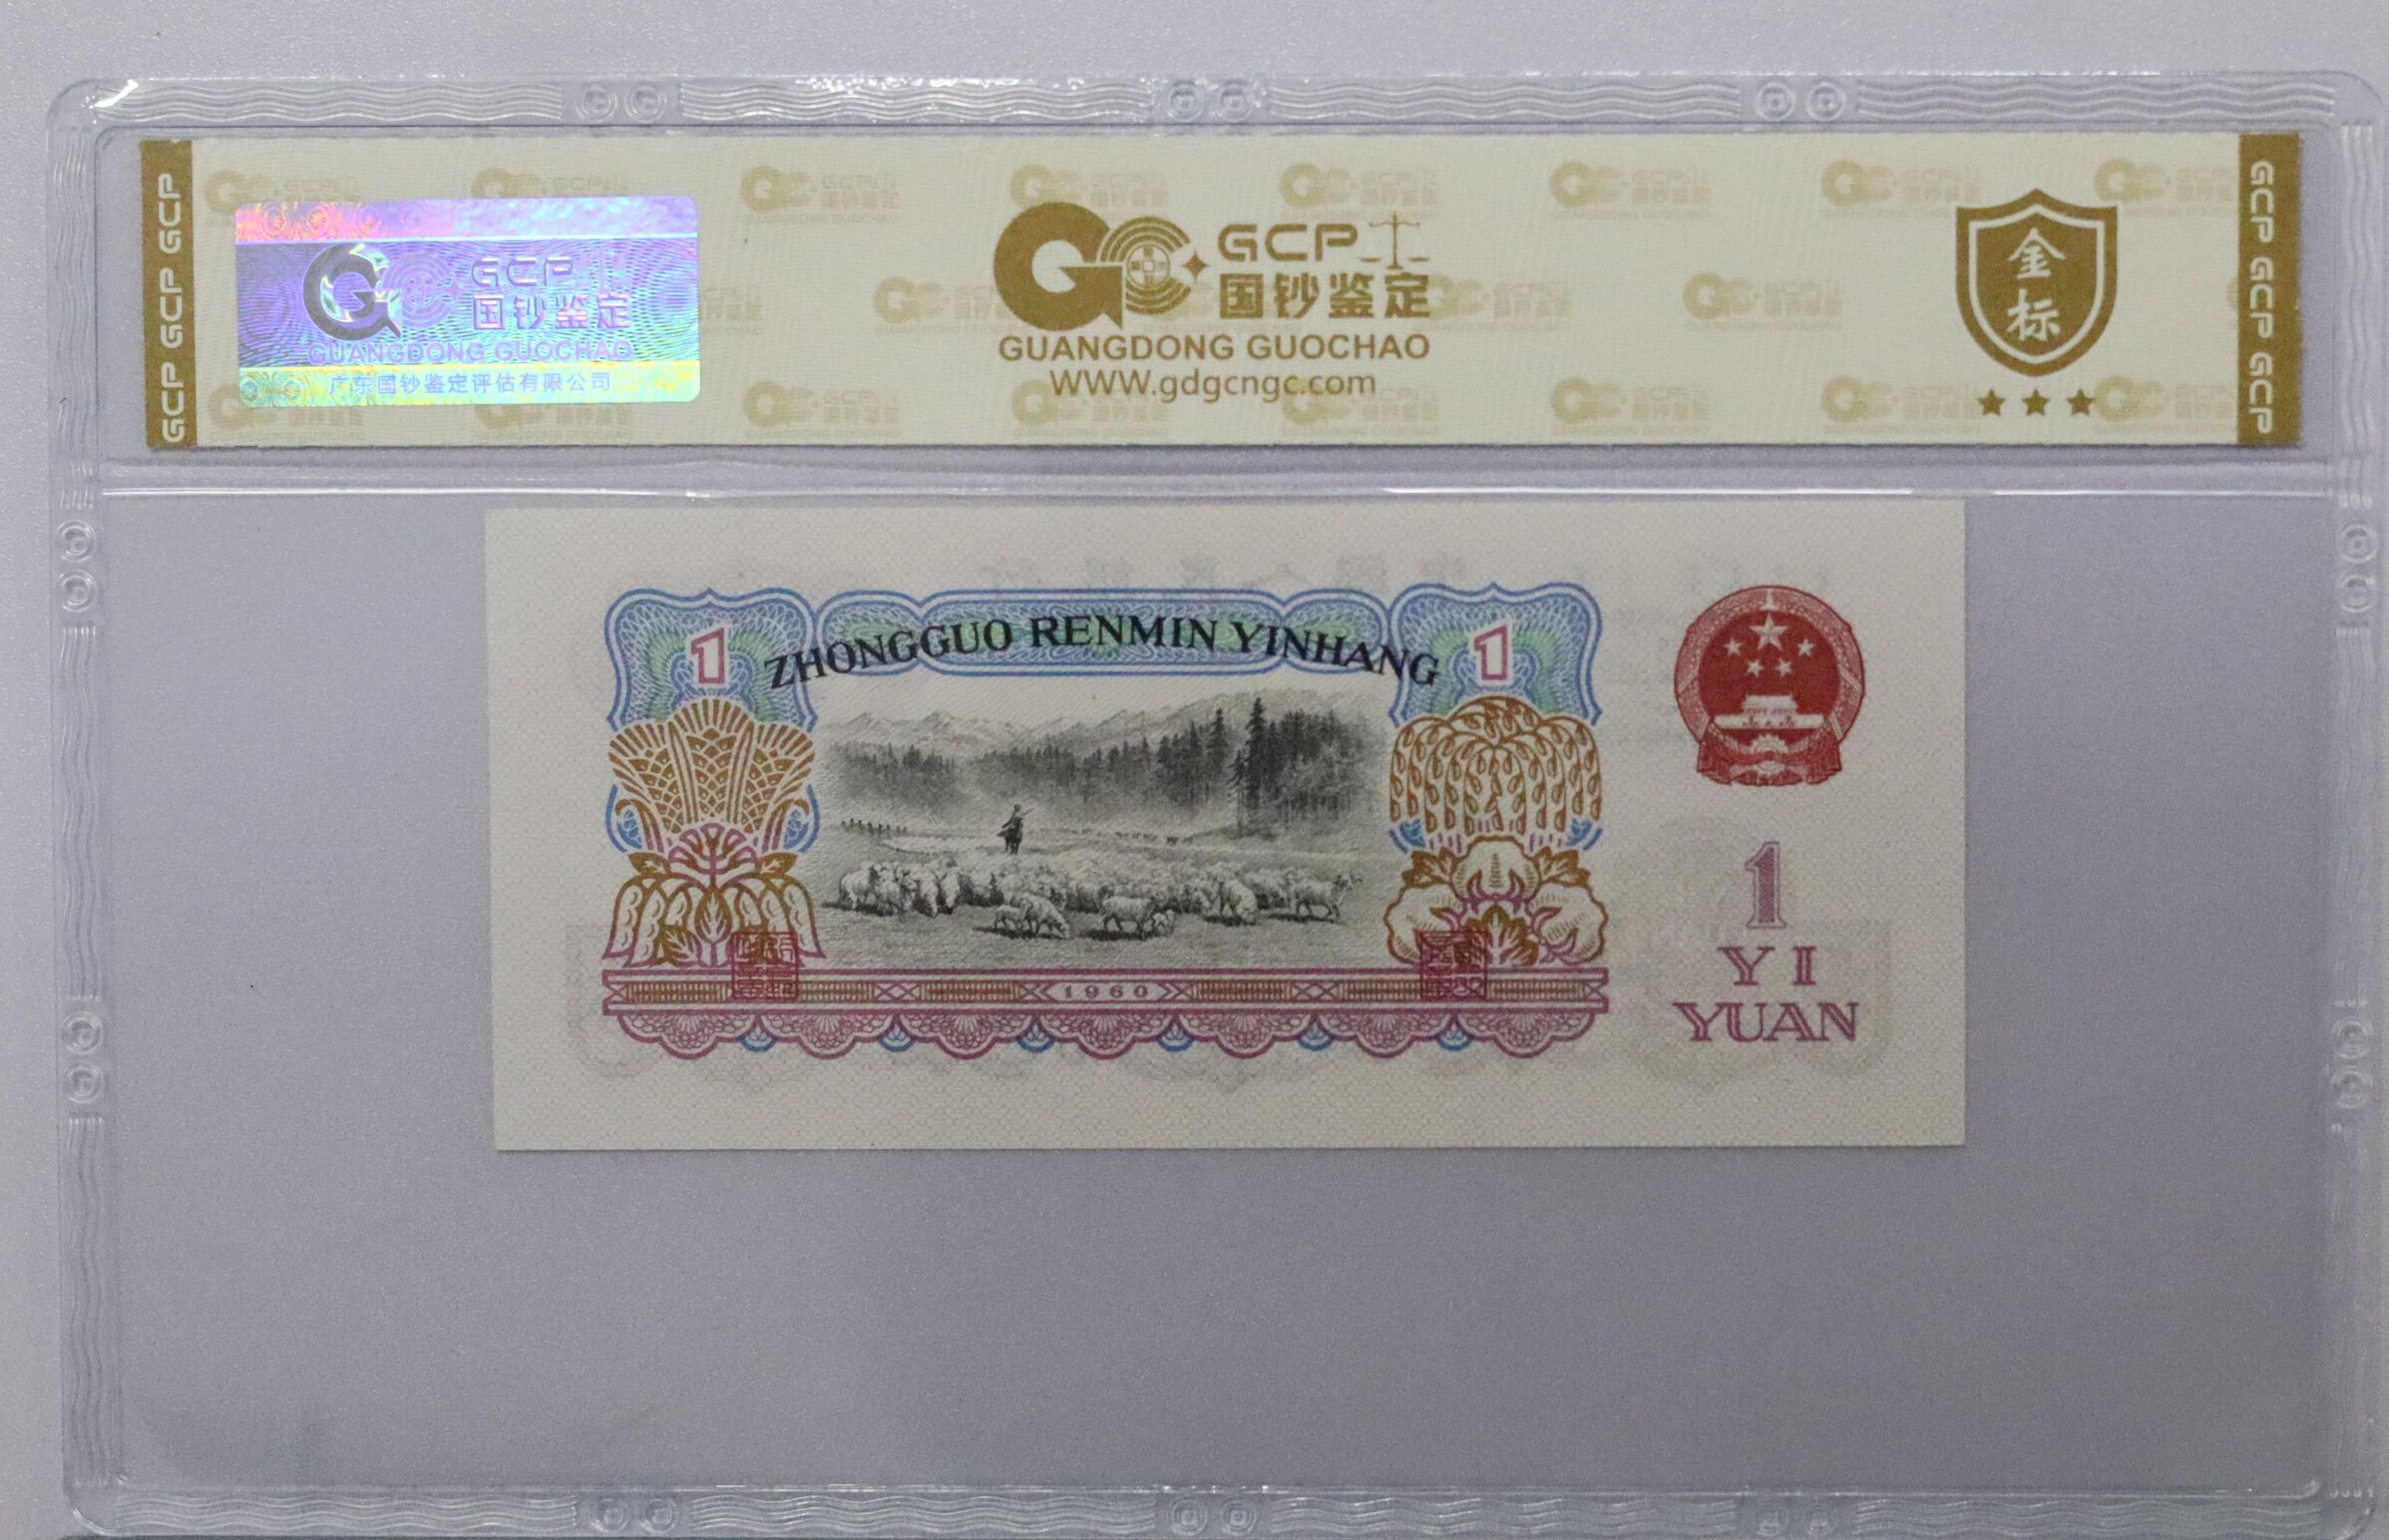 GCP GCP GCP
GCP
国钞鉴定
GUANGDONG GUOCHAO
广东国钞鉴定评估有限公司
GCP
国钞鉴定
GUANGDONG GUOCHAO
WWW.gdgcngc.com
金
标
GCP GCP GCP
1
ZHONGGUO RENMIN YINHANG
1
1
YI
YUAN
1960